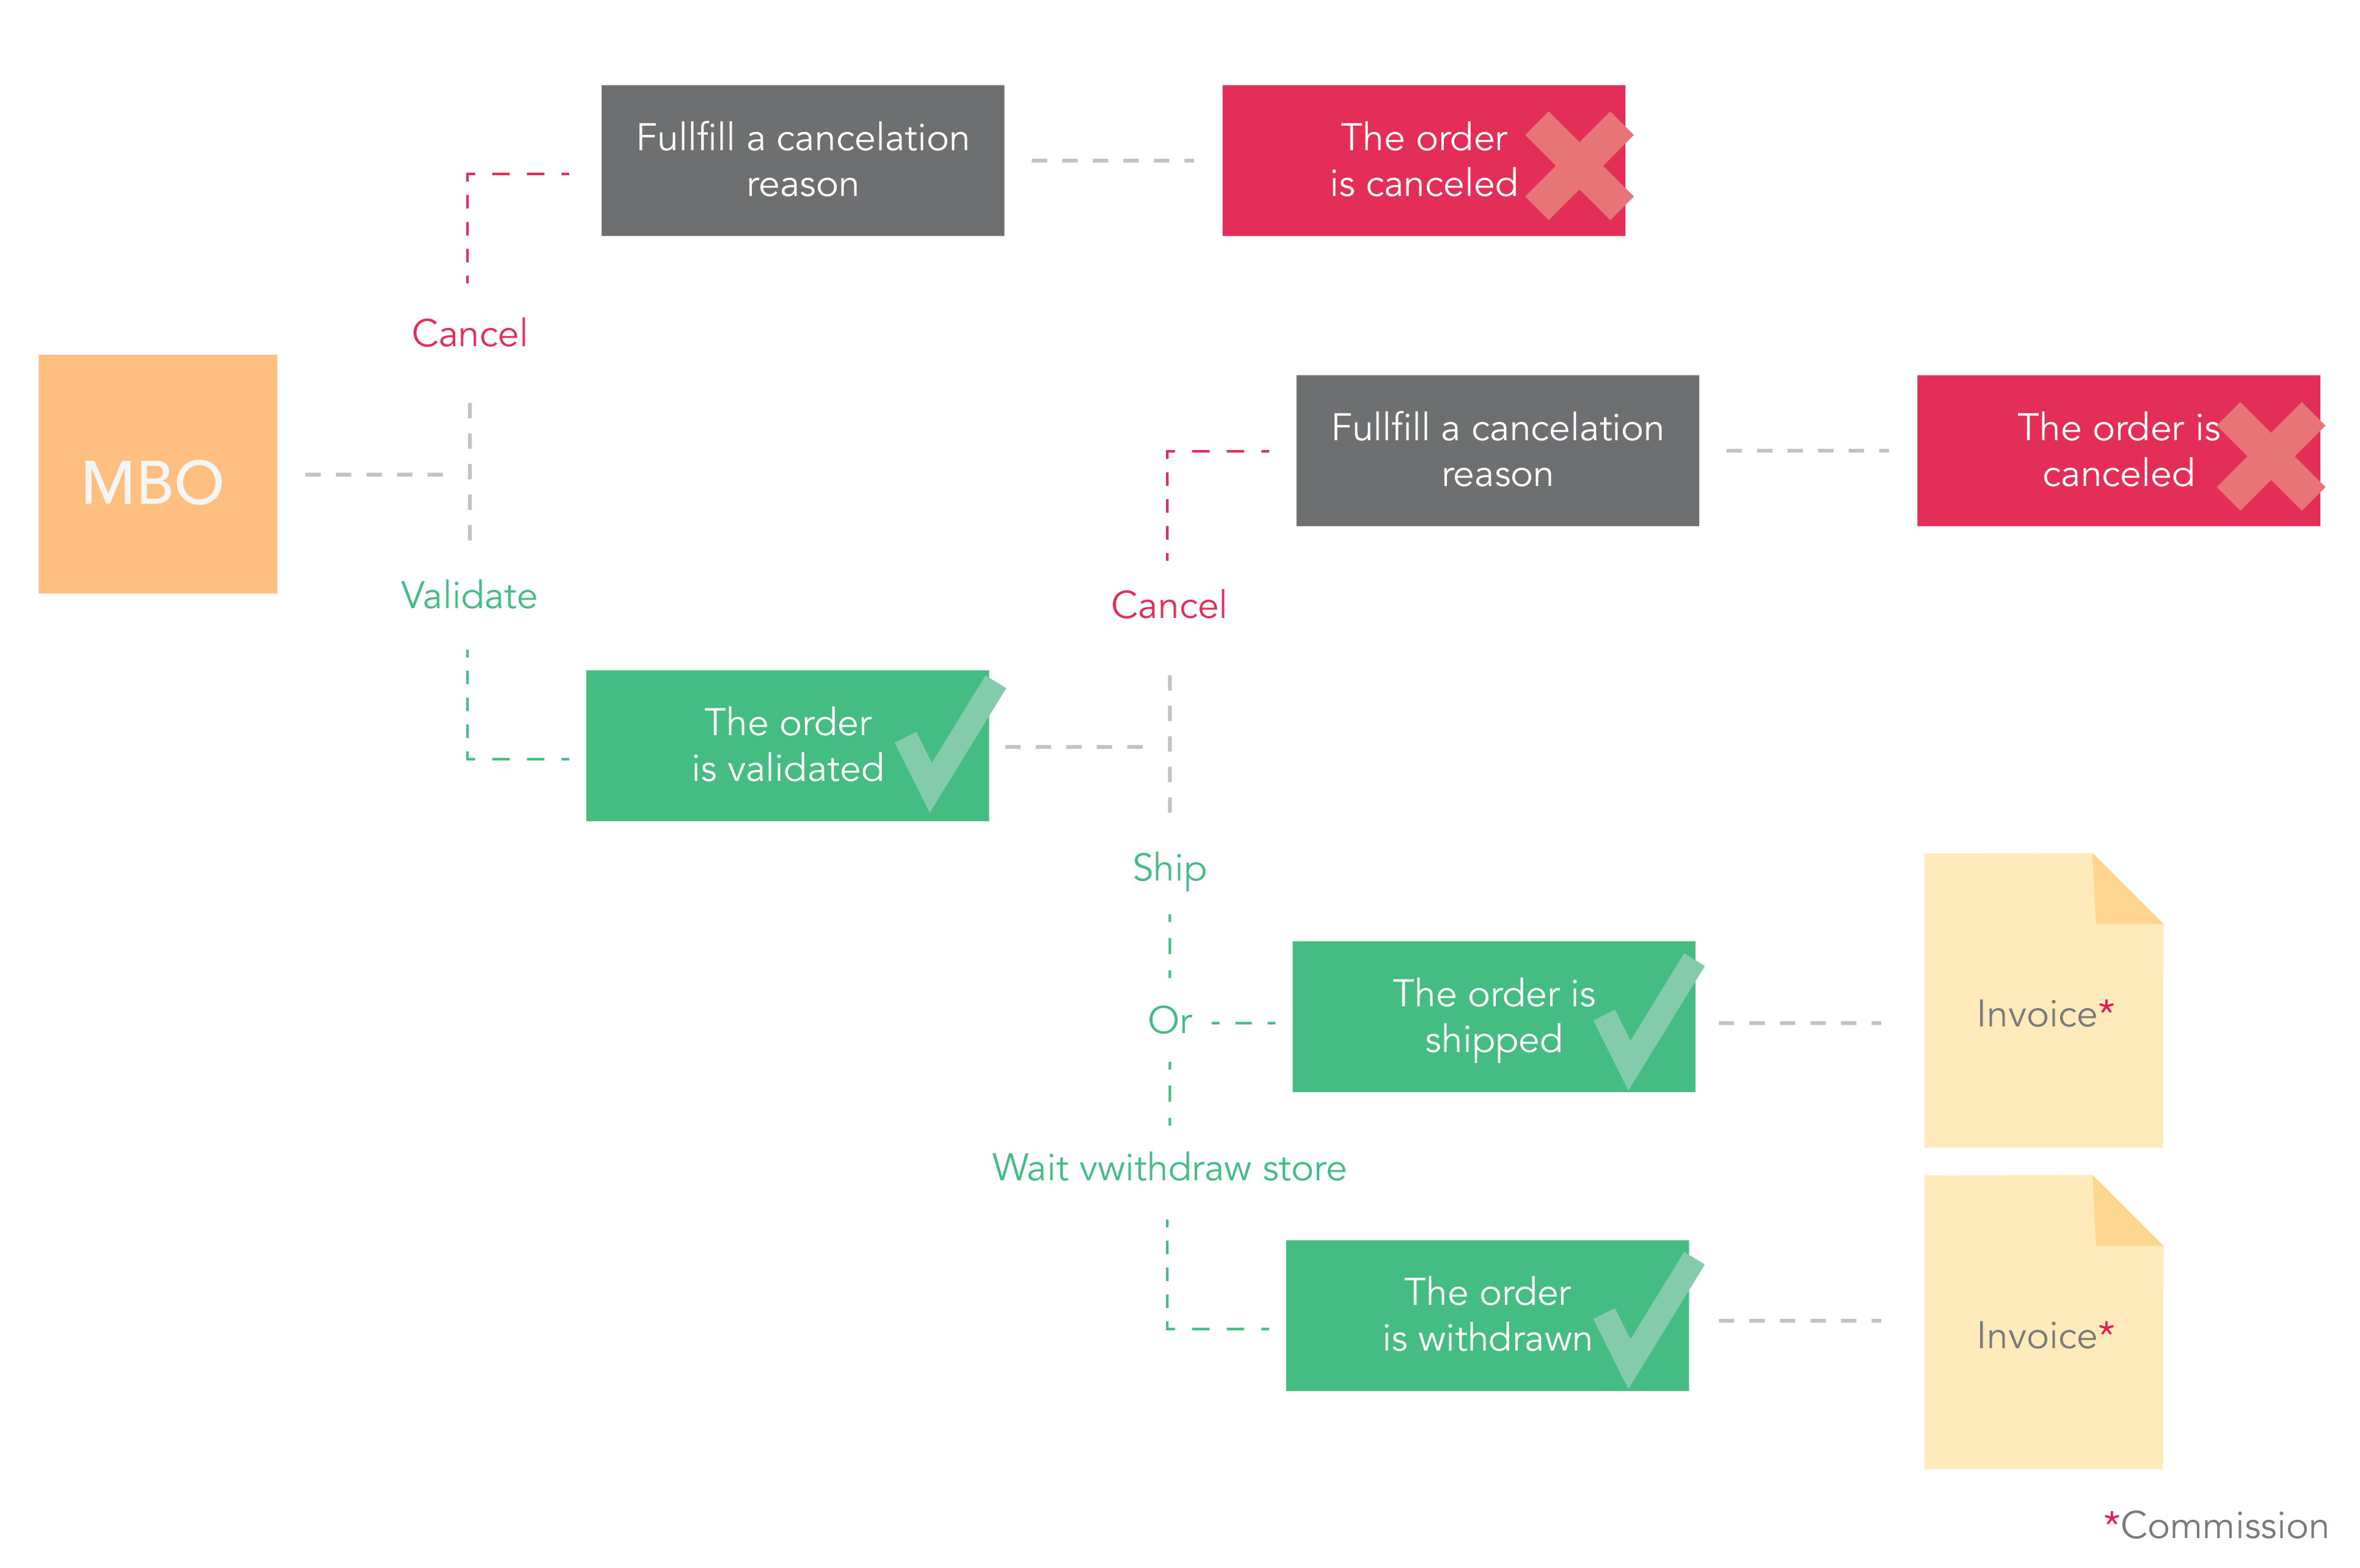 Fullfill a cancelation
reason
The order
is canceled
Cancel
MBO
Validate
Fullfill a cancelation
reason
The order is
canceled
Cancel
The order
is validated
Ship
Or
The order is
shipped
Invoice*
Wait vwithdraw store
The order
is withdrawn
Invoice*
*Commission